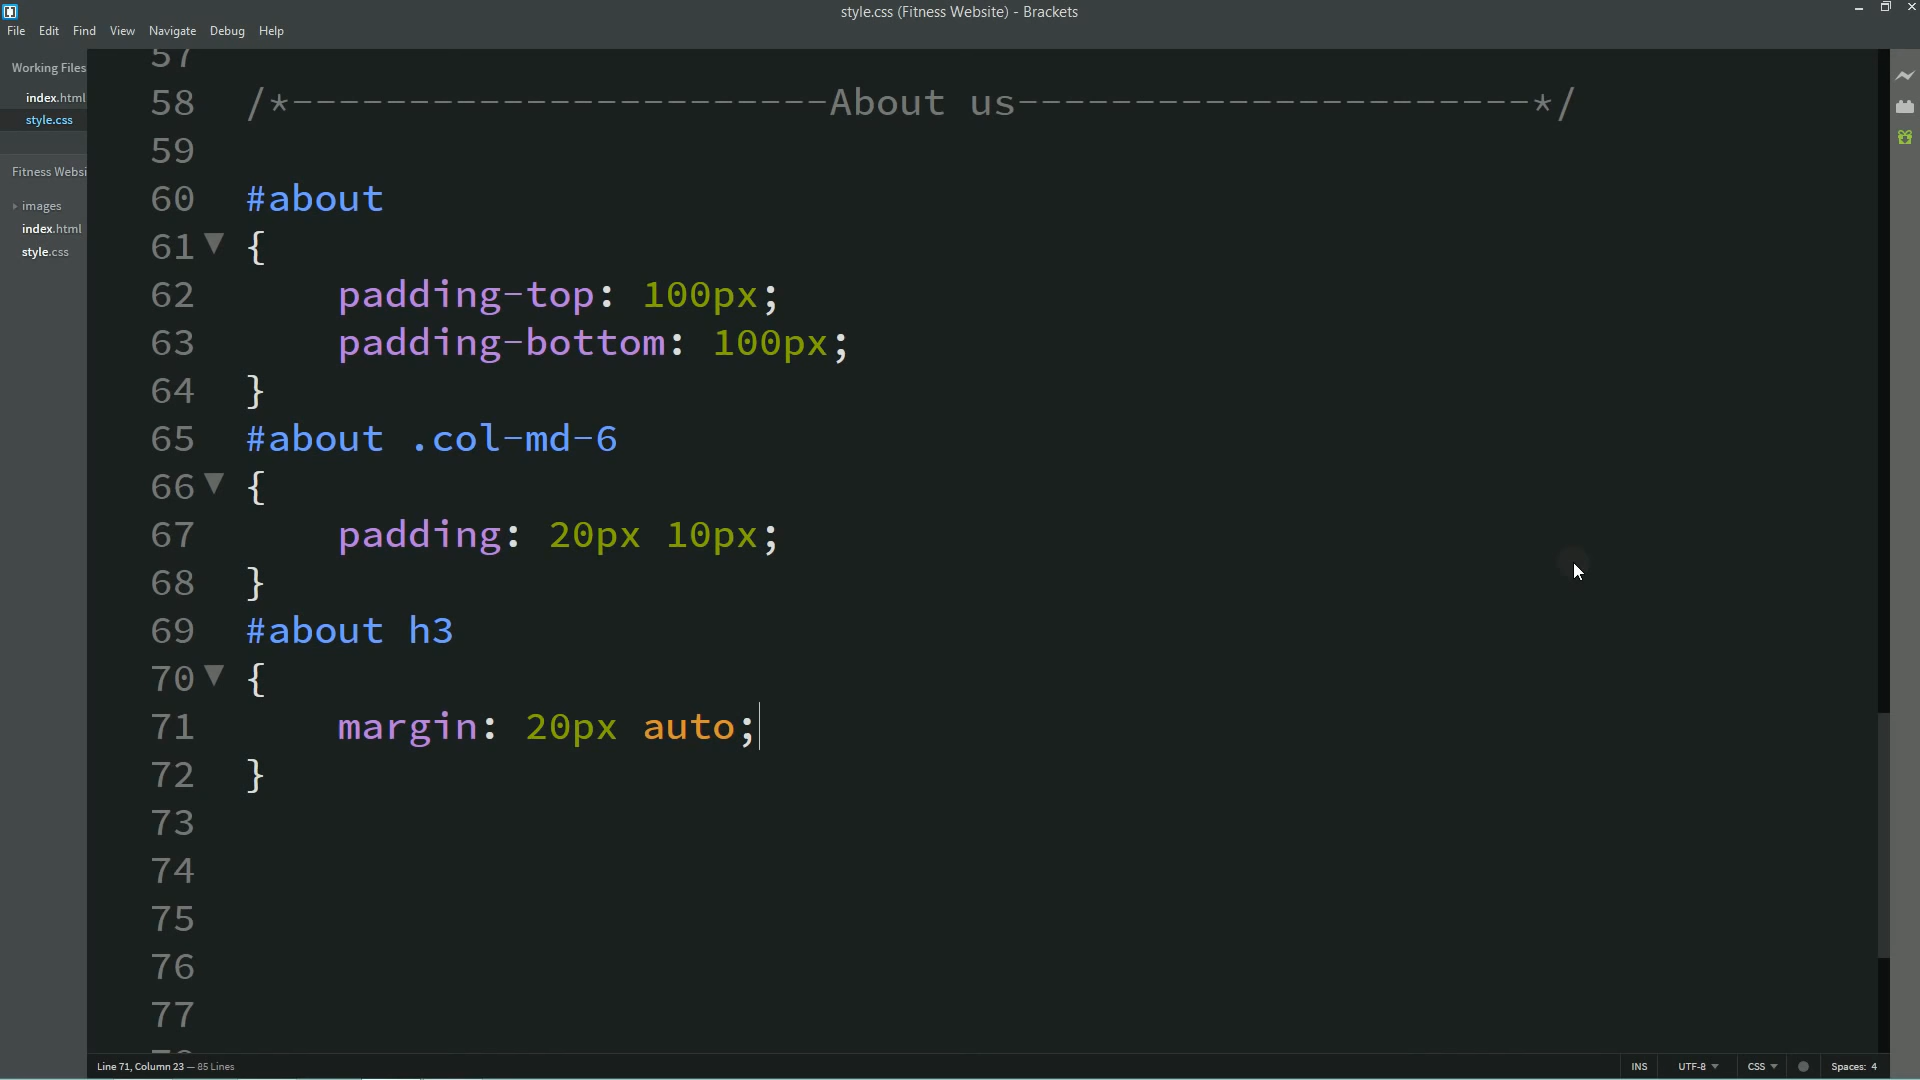 style.css (Fitness Website) - Brackets
File Edit Find View Navigate Debug Help
Working Files
index.html
style.css
Fitness Websi
images
index.html
style.css
57
58 /*-----------------------About us----------------------*/
59
60 #about
61 {
62 padding-top: 100px;
63 padding-bottom: 100px;
64 }
65 #about .col-md-6
66 {
67 padding: 20px 10px;
68 }
69 #about h3
70 {
71 margin: 20px auto;
72 }
73
74
75
76
77
Line 71, Column 23 — 85 Lines
INS UTF-8 CSS Spaces: 4